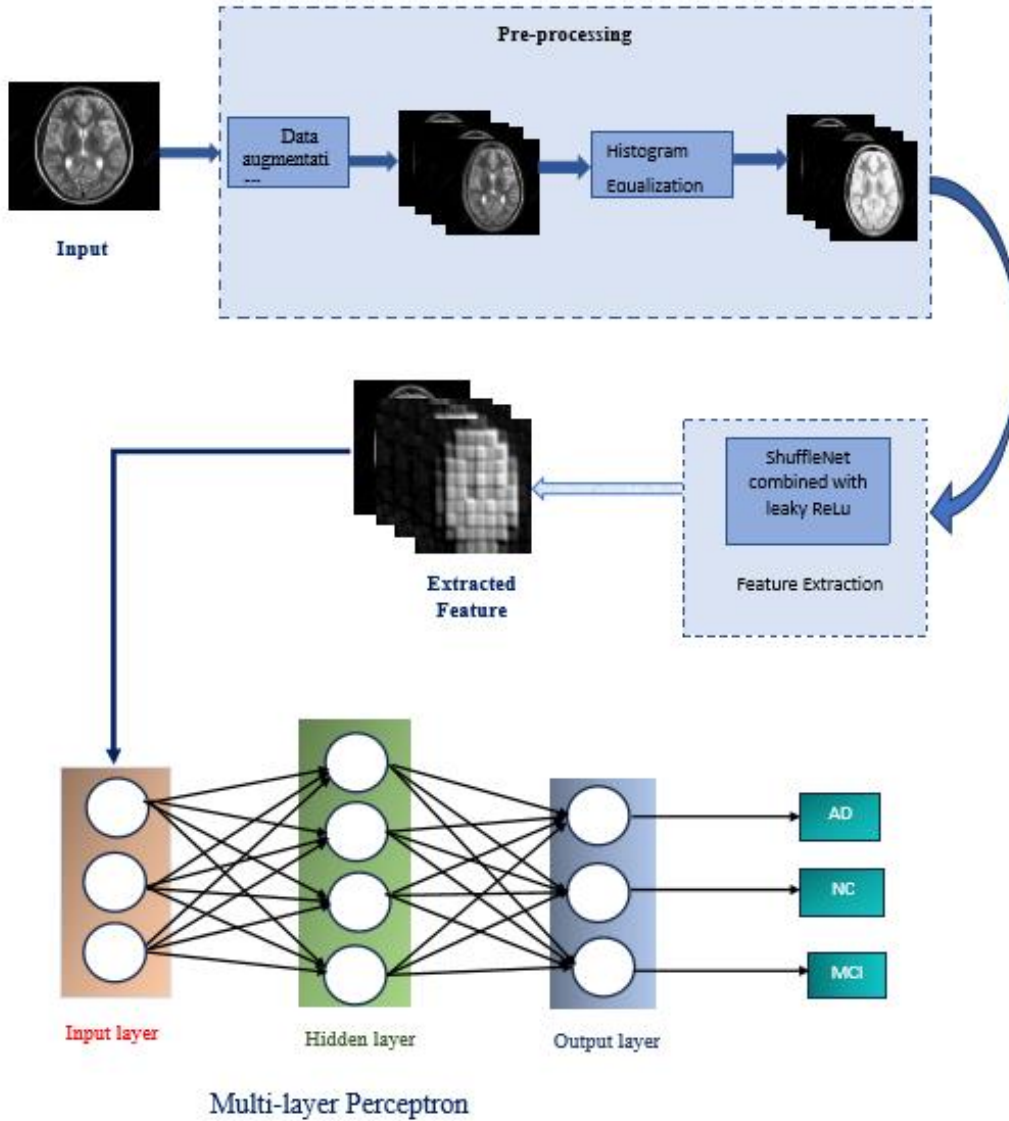 Pre-processing
Data
augmentati
...
Histogram
Equalization
Input
ShuffleNet
combined with
leaky ReLu
Feature Extraction
Extracted
Feature
AD
NC
MCI
Input layer
Hidden layer
Output layer
Multi-layer Perceptron